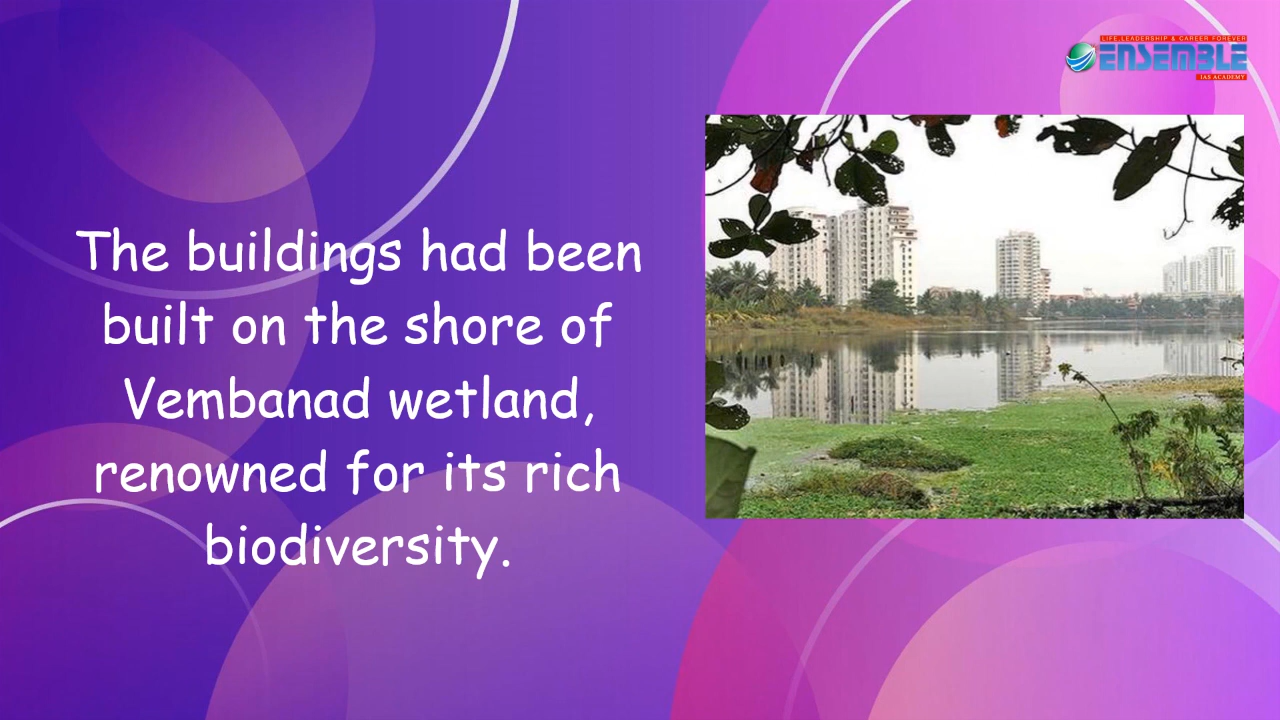 LIFE,LEADERSHIP & CAREER FOREVER
ENSEMBLE
IAS ACADEMY
The buildings had been
built on the shore of
Vembanad wetland,
renowned for its rich
biodiversity.